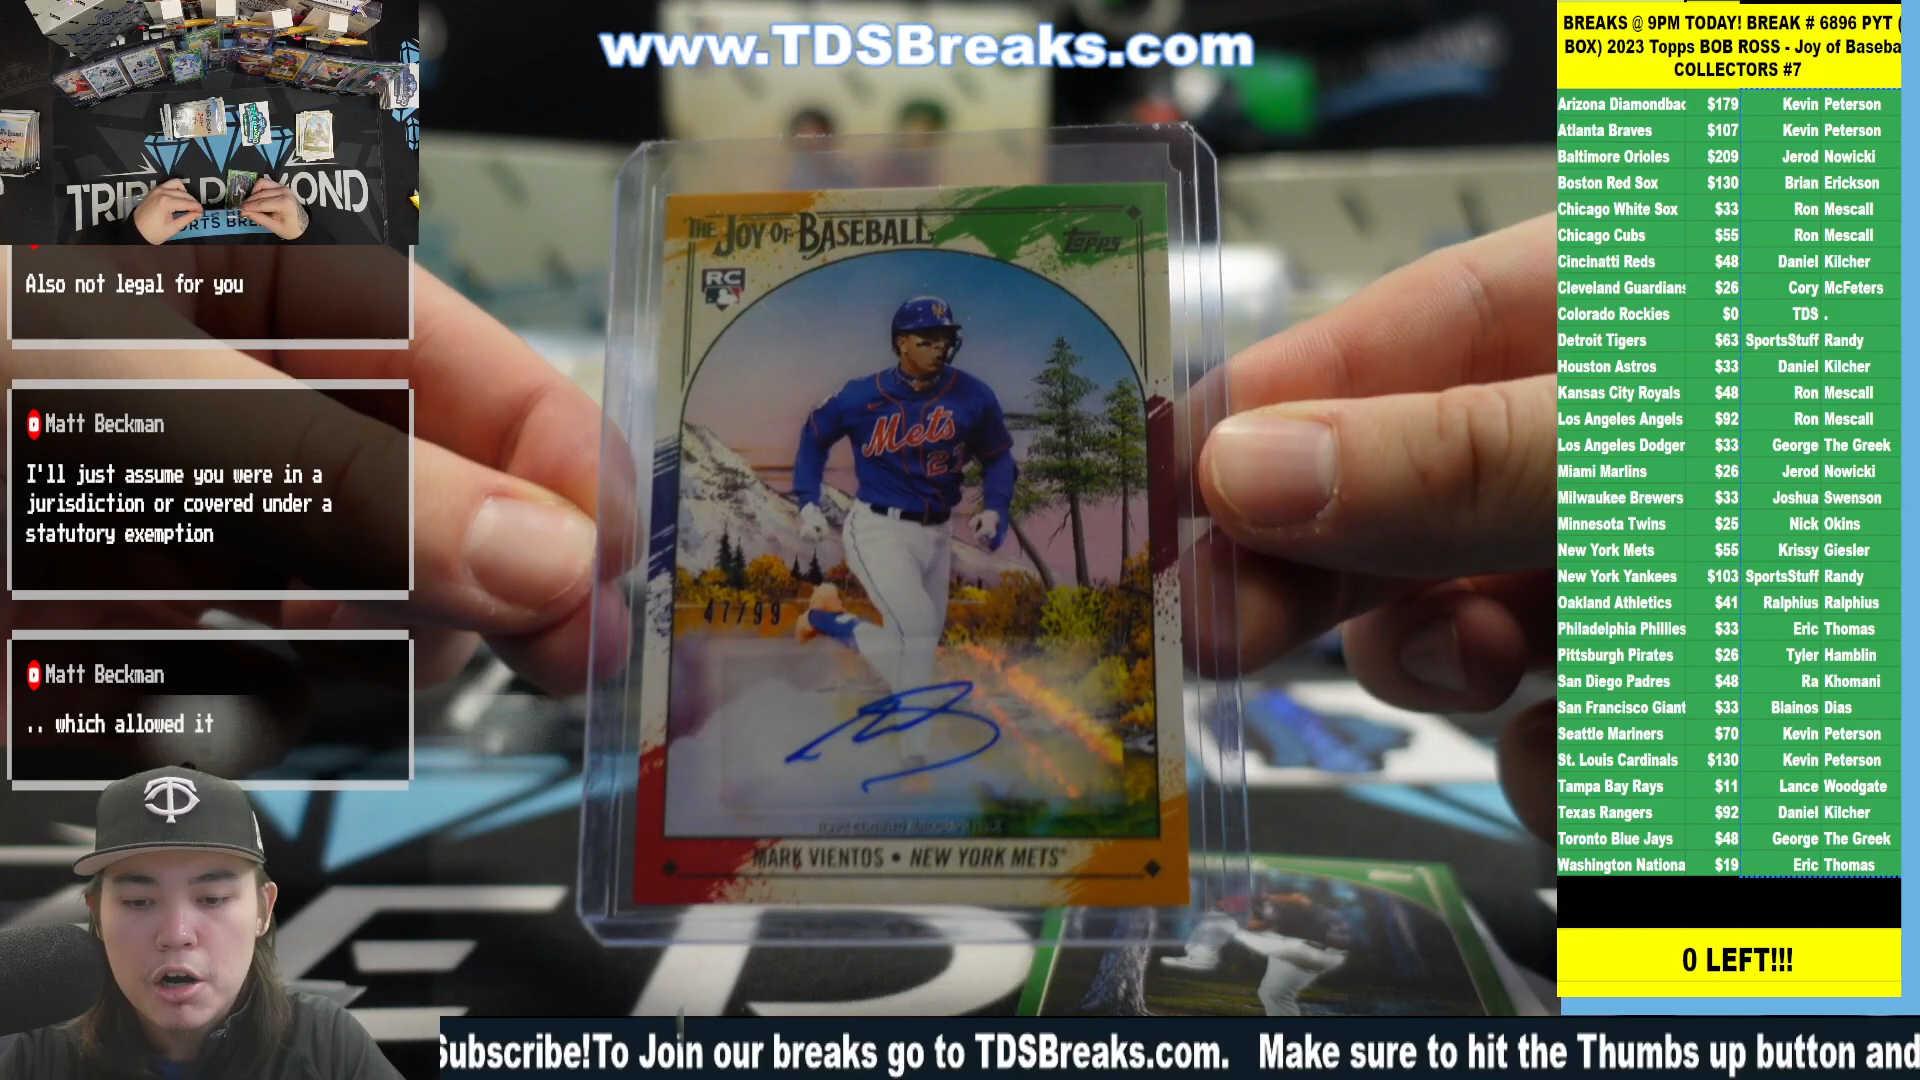 www.TDSBreaks.com
BREAKS @ 9PM TODAY! BREAK # 6896 PYT (
BOX) 2023 Topps BOB ROSS - Joy of Baseba
COLLECTORS #7
Arizona Diamondbac $179 Kevin Peterson
Atlanta Braves $107 Kevin Peterson
Baltimore Orioles $209 Jerod Nowicki
Boston Red Sox $130 Brian Erickson
Chicago White Sox $33 Ron Mescall
Chicago Cubs $55 Ron Mescall
Cincinatti Reds $48 Daniel Kilcher
Cleveland Guardians $26 Cory McFeters
Colorado Rockies $0 TDS .
Detroit Tigers $63 SportsStuff Randy
Houston Astros $33 Daniel Kilcher
Kansas City Royals $48 Ron Mescall
Los Angeles Angels $92 Ron Mescall
Los Angeles Dodger $33 George The Greek
Miami Marlins $26 Jerod Nowicki
Milwaukee Brewers $33 Joshua Swenson
Minnesota Twins $25 Nick Okins
New York Mets $55 Krissy Giesler
New York Yankees $103 SportsStuff Randy
Oakland Athletics $41 Ralphius Ralphius
Philadelphia Phillies $33 Eric Thomas
Pittsburgh Pirates $26 Tyler Hamblin
San Diego Padres $48 Ra Khomani
San Francisco Giant $33 Blainos Dias
Seattle Mariners $70 Kevin Peterson
St. Louis Cardinals $130 Kevin Peterson
Tampa Bay Rays $11 Lance Woodgate
Texas Rangers $92 Daniel Kilcher
Toronto Blue Jays $48 George The Greek
Washington Nationa $19 Eric Thomas
0 LEFT!!!
TRIPLE DIAMOND
Also not legal for you
Matt Beckman
I'll just assume you were in a
jurisdiction or covered under a
statutory exemption
Matt Beckman
.. which allowed it
THE JOY OF BASEBALL
topps
RC
Mets
21
47/99
MARK VIENTOS • NEW YORK METS
Subscribe!To Join our breaks go to TDSBreaks.com. Make sure to hit the Thumbs up button and